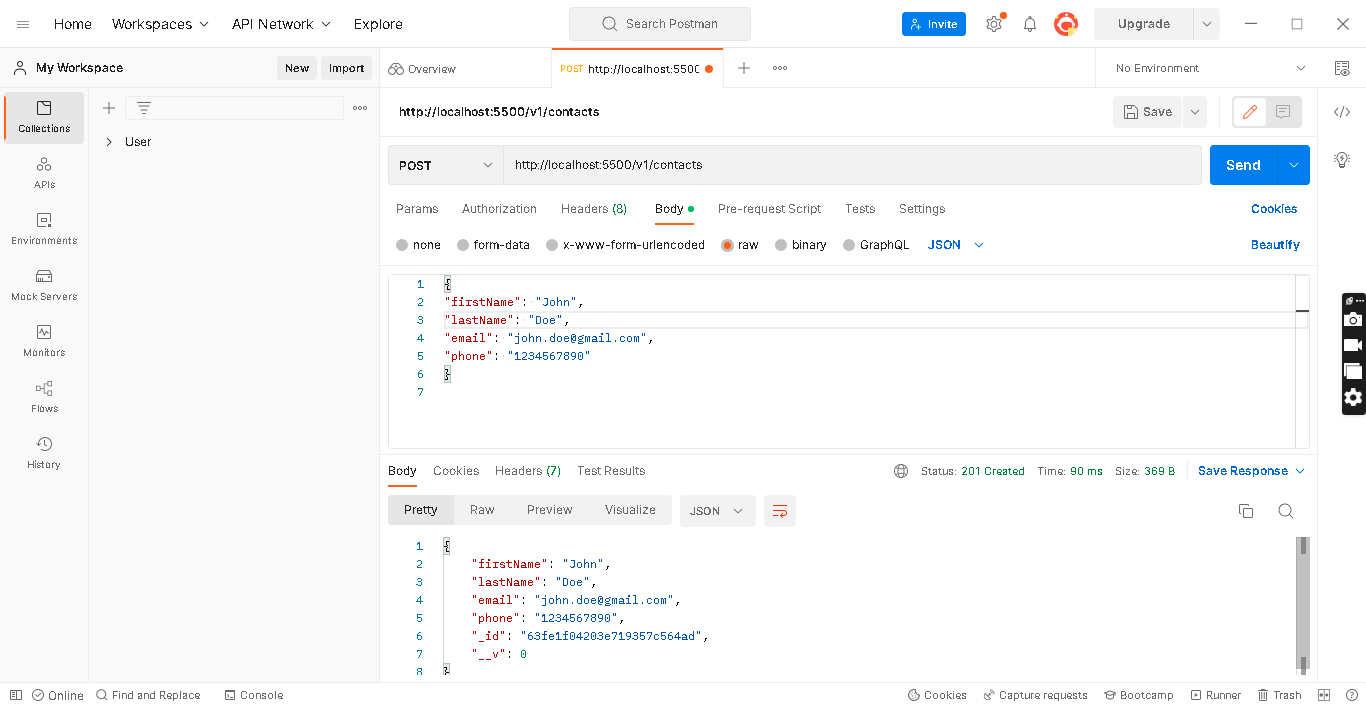 Home Workspaces API Network Explore Search Postman Invite Upgrade
My Workspace New Import Overview POST http://localhost:5500 No Environment
Collections
User
http://localhost:5500/v1/contacts Save
POST http://localhost:5500/v1/contacts Send
APIs
Params Authorization Headers (8) Body Pre-request Script Tests Settings Cookies
Environments
none form-data x-www-form-urlencoded raw binary GraphQL JSON Beautify
Mock Servers
Monitors
Flows
History
1 {
2 "firstName": "John",
3 "lastName": "Doe",
4 "email": "john.doe@gmail.com",
5 "phone": "1234567890"
6 }
7
Body Cookies Headers (7) Test Results Status: 201 Created Time: 90 ms Size: 369 B Save Response
Pretty Raw Preview Visualize JSON
1 {
2 "firstName": "John",
3 "lastName": "Doe",
4 "email": "john.doe@gmail.com",
5 "phone": "1234567890",
6 "_id": "63fe1f04203e719357c564ad",
7 "__v": 0
8 }
Online Find and Replace Console Cookies Capture requests Bootcamp Runner Trash